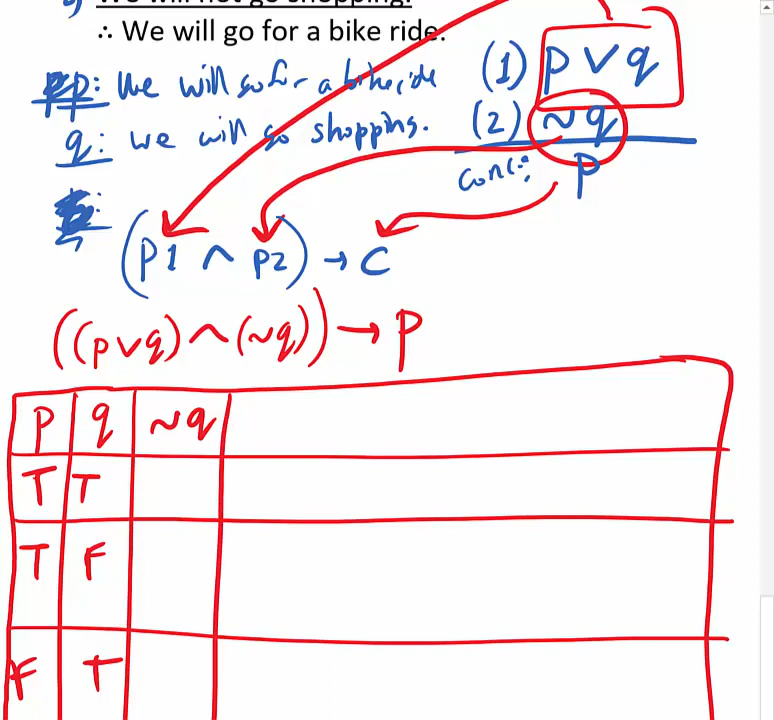 We will not go shopping.
∴ We will go for a bike ride.
p: We will go for a bike ride
q: we will go shopping.
(1) p ∨ q
(2) ~q
conc: p
(P1 ∧ P2) → C
((p∨q) ∧ (~q)) → p
p q ~q
T T
T F
F T